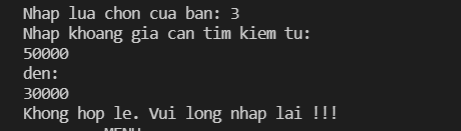 Nhap lua chon cua ban: 3
Nhap khoang gia can tim kiem tu:
50000
den:
30000
Khong hop le. Vui long nhap lai !!!
MENU